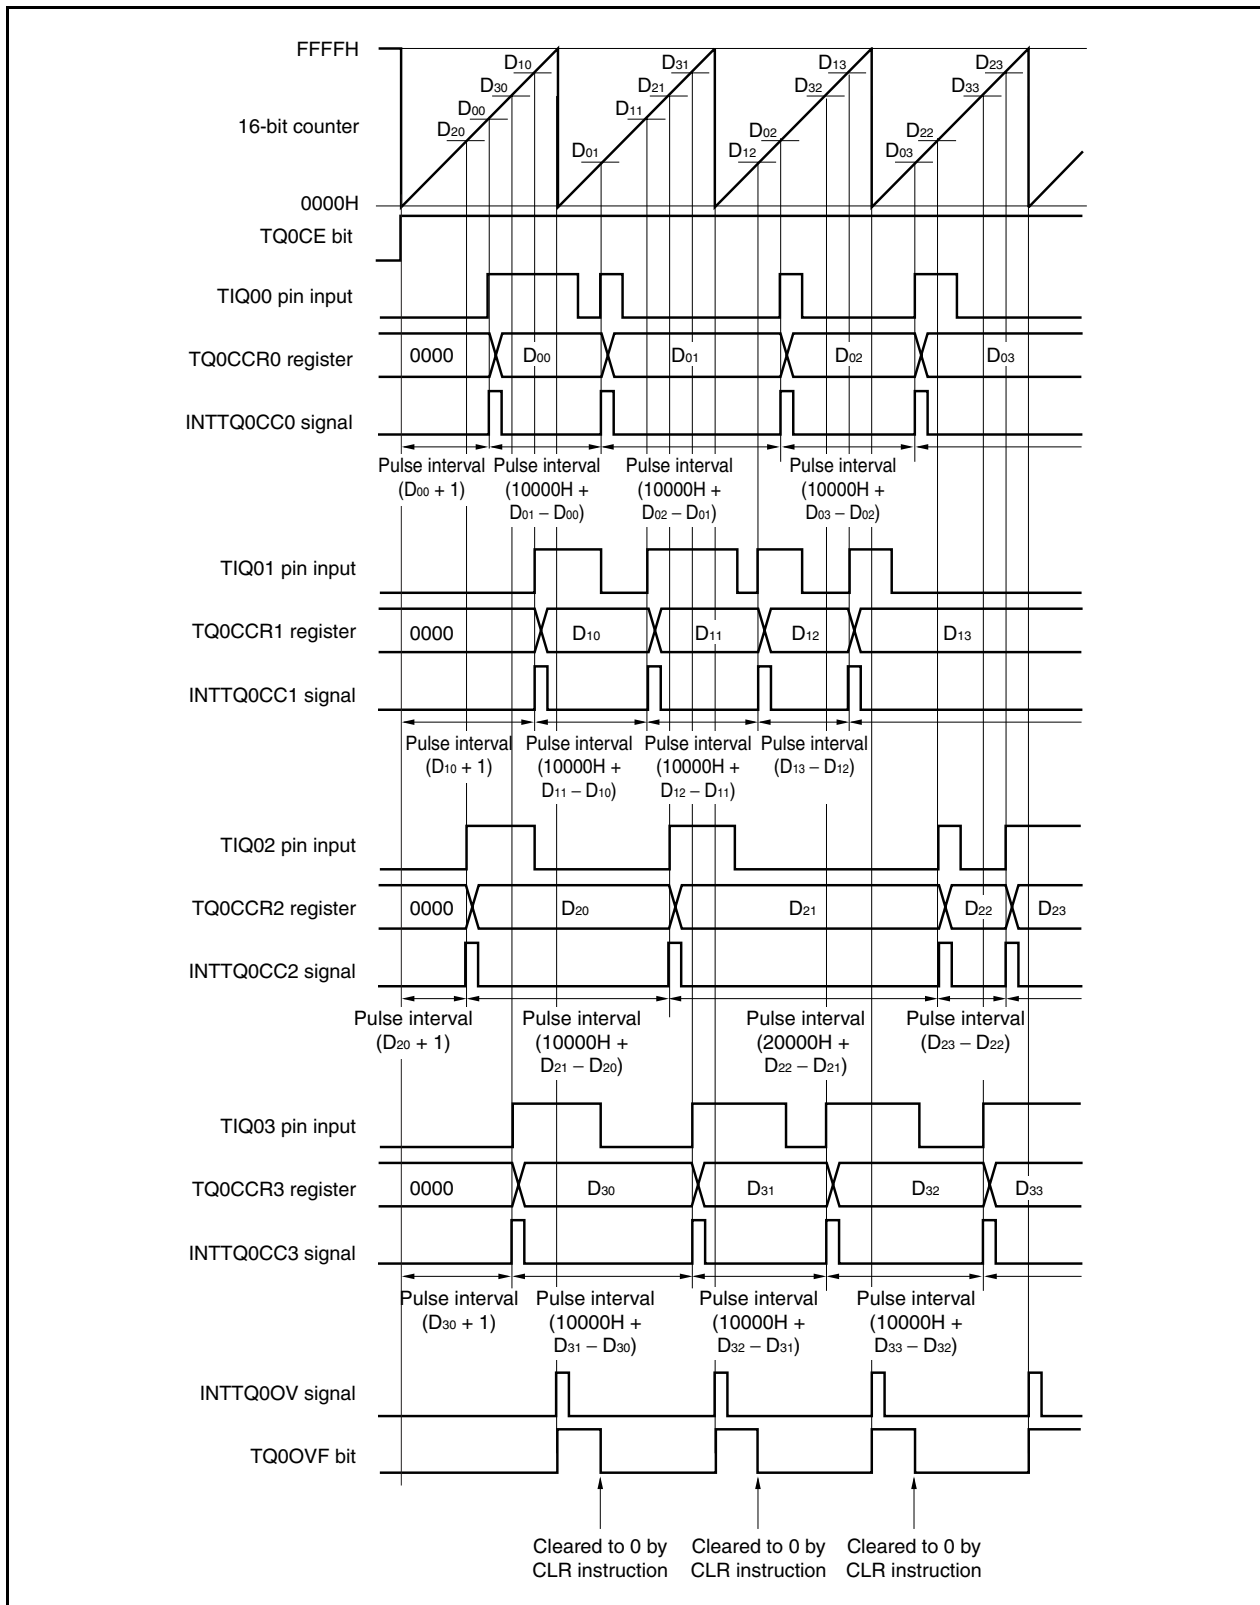 FFFFH
D10
D31
D13
D23
D30
D21
D32
D33
D00
D11
16-bit counter
D20
D02
D22
D01
D12
D03
0000H
TQ0CE bit
TIQ00 pin input
TQ0CCR0 register
0000
D00
D01
D02
D03
INTTQ0CC0 signal
Pulse interval
(D00 + 1)
Pulse interval
(10000H +
D01 – D00)
Pulse interval
(10000H +
D02 – D01)
Pulse interval
(10000H +
D03 – D02)
TIQ01 pin input
TQ0CCR1 register
0000
D10
D11
D12
D13
INTTQ0CC1 signal
Pulse interval
(D10 + 1)
Pulse interval
(10000H +
D11 – D10)
Pulse interval
(10000H +
D12 – D11)
Pulse interval
(D13 – D12)
TIQ02 pin input
TQ0CCR2 register
0000
D20
D21
D22
D23
INTTQ0CC2 signal
Pulse interval
(D20 + 1)
Pulse interval
(10000H +
D21 – D20)
Pulse interval
(20000H +
D22 – D21)
Pulse interval
(D23 – D22)
TIQ03 pin input
TQ0CCR3 register
0000
D30
D31
D32
D33
INTTQ0CC3 signal
Pulse interval
(D30 + 1)
Pulse interval
(10000H +
D31 – D30)
Pulse interval
(10000H +
D32 – D31)
Pulse interval
(10000H +
D33 – D32)
INTTQ0OV signal
TQ0OVF bit
Cleared to 0 by
CLR instruction
Cleared to 0 by
CLR instruction
Cleared to 0 by
CLR instruction